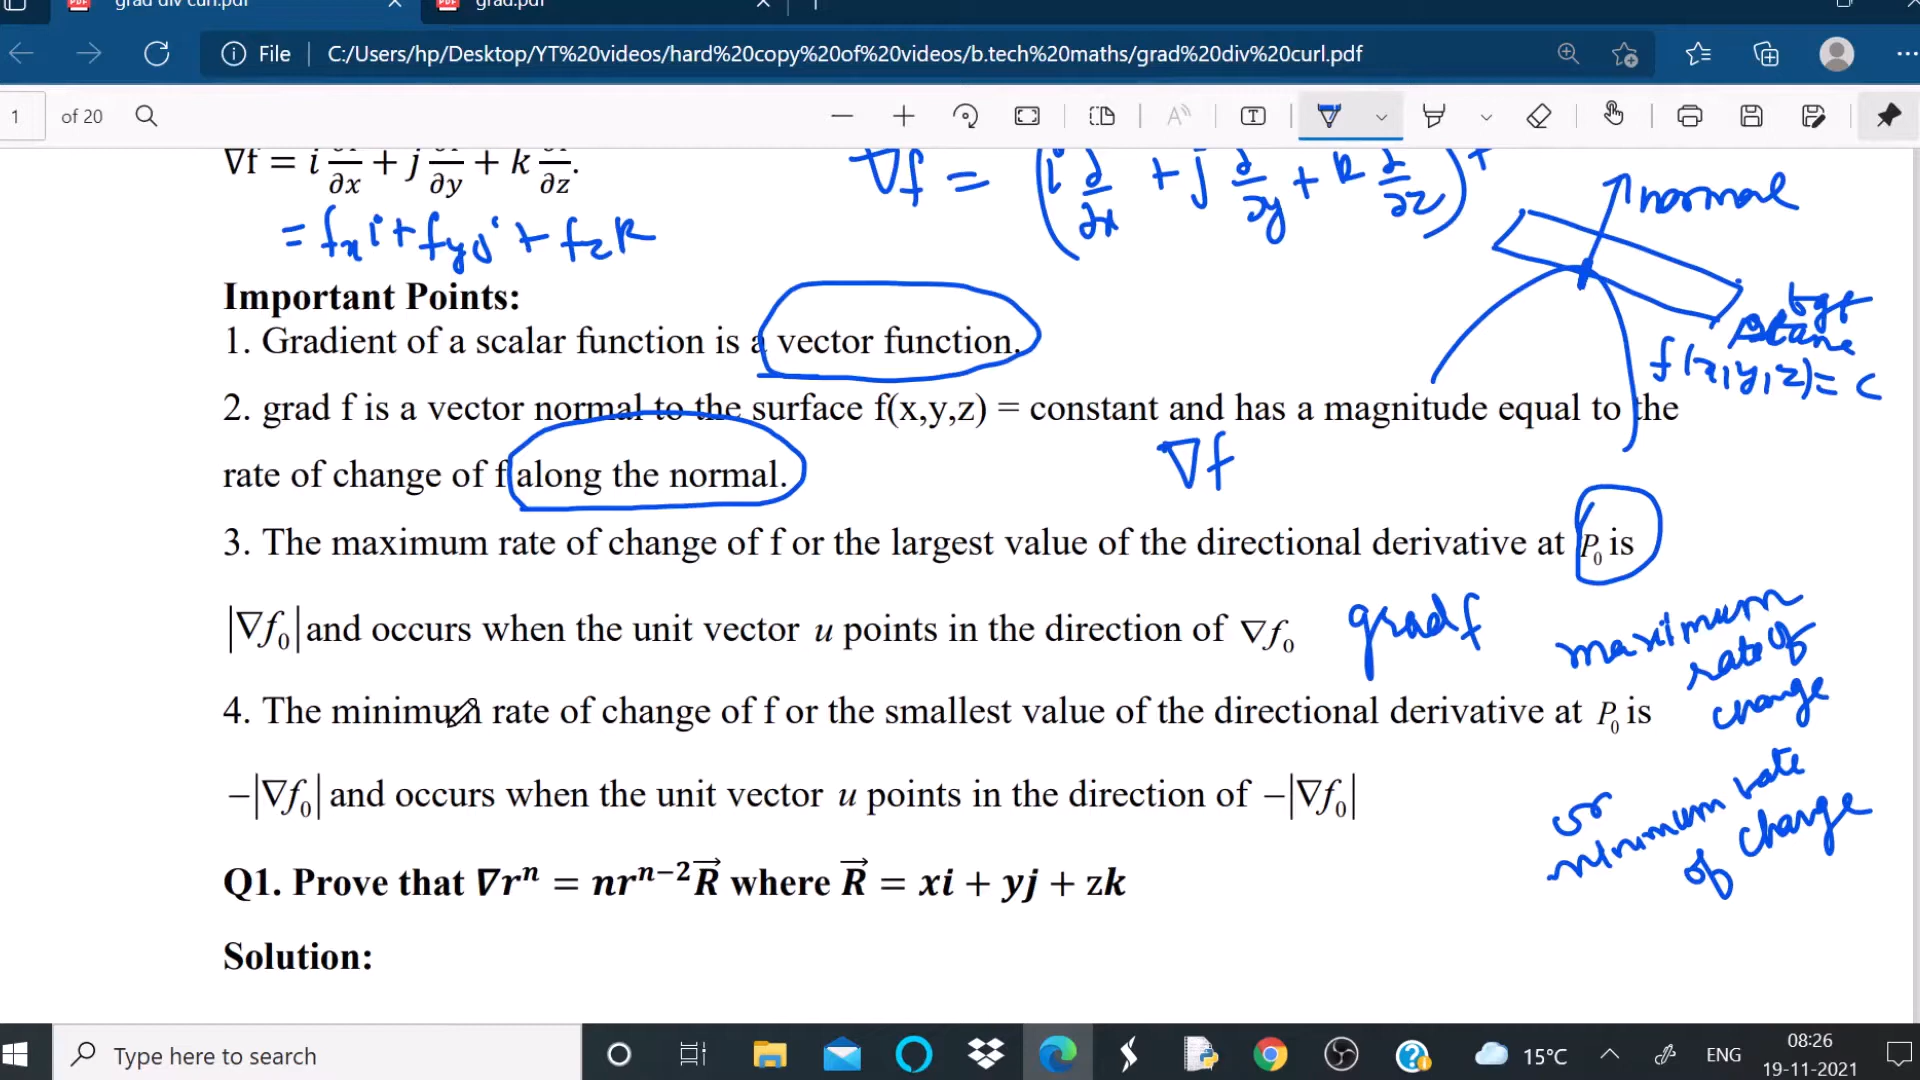 grad div curl.pdf
grad.pdf
File
C:/Users/hp/Desktop/YT%20videos/hard%20copy%20of%20videos/b.tech%20maths/grad%20div%20curl.pdf
1 of 20
∇f = i ∂f/∂x + j ∂f/∂y + k ∂f/∂z.
= fx i + fy j + fz k
∇f = (i ∂/∂x + j ∂/∂y + k ∂/∂z) f
normal
tgt
plane
f(x,y,z) = c
Important Points:
1. Gradient of a scalar function is a vector function.
2. grad f is a vector normal to the surface f(x,y,z) = constant and has a magnitude equal to the
rate of change of f along the normal.
∇f
3. The maximum rate of change of f or the largest value of the directional derivative at P₀ is
|∇f₀| and occurs when the unit vector u points in the direction of ∇f₀
grad f
maximum
rate of
change
4. The minimum rate of change of f or the smallest value of the directional derivative at P₀ is
−|∇f₀| and occurs when the unit vector u points in the direction of −|∇f₀|
or
minimum rate
of change
Q1. Prove that ∇rⁿ = nrⁿ⁻²R⃗ where R⃗ = xi + yj + zk
Solution:
Type here to search
15°C
ENG
08:26
19-11-2021